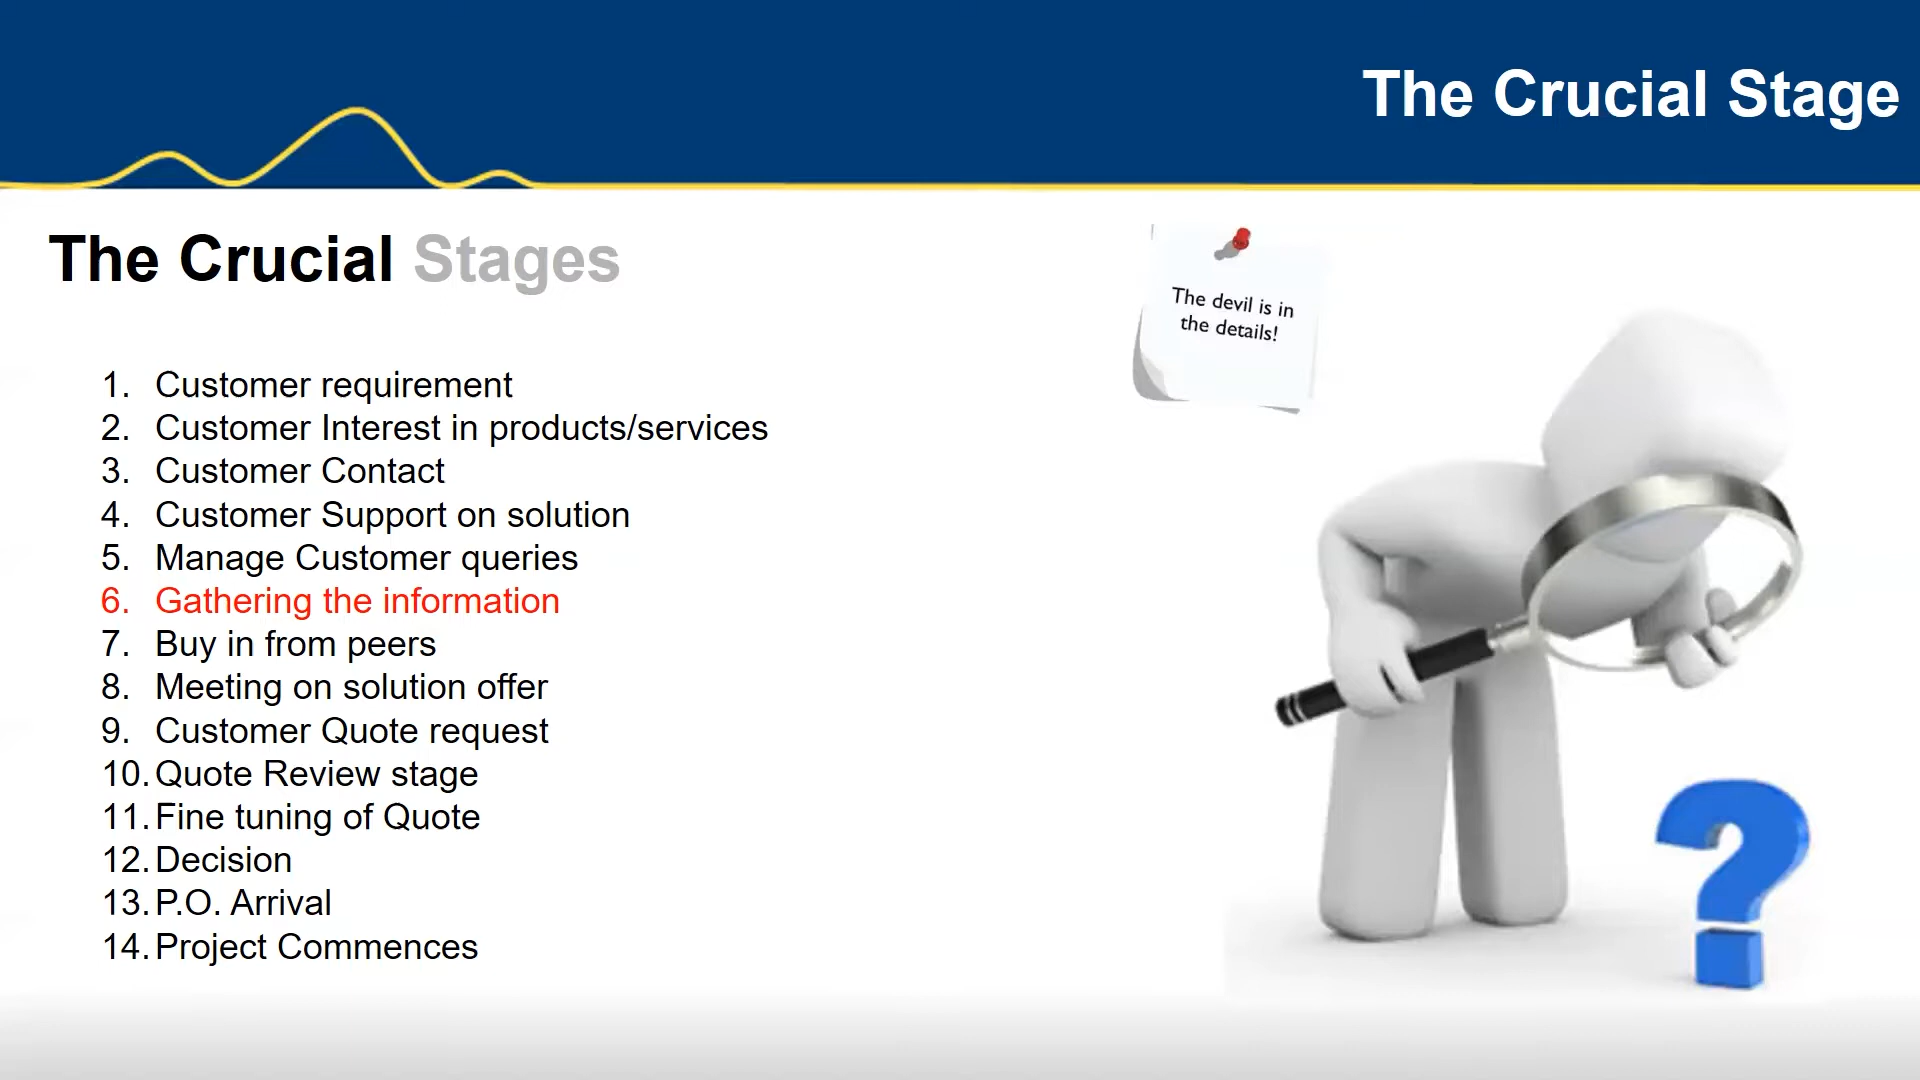 The Crucial Stage
The Crucial Stages
The devil is in
the details!
1. Customer requirement
2. Customer Interest in products/services
3. Customer Contact
4. Customer Support on solution
5. Manage Customer queries
6. Gathering the information
7. Buy in from peers
8. Meeting on solution offer
9. Customer Quote request
10. Quote Review stage
11. Fine tuning of Quote
12. Decision
13. P.O. Arrival
14. Project Commences
?